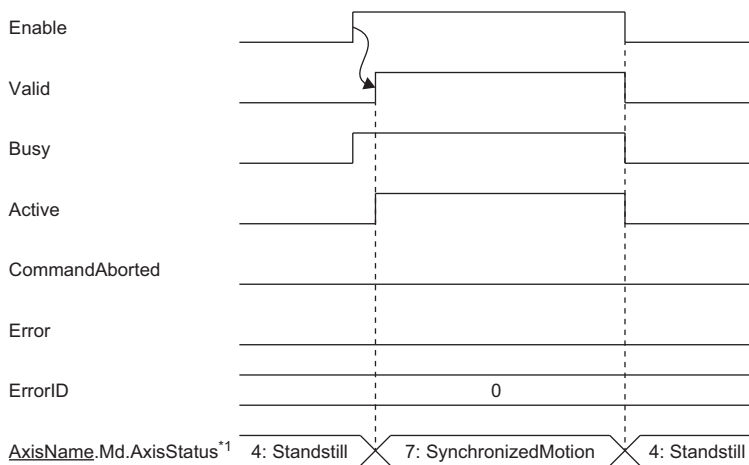 Enable
Valid
Busy
Active
CommandAborted
Error
ErrorID 0
AxisName.Md.AxisStatus*1 4: Standstill 7: SynchronizedMotion 4: Standstill